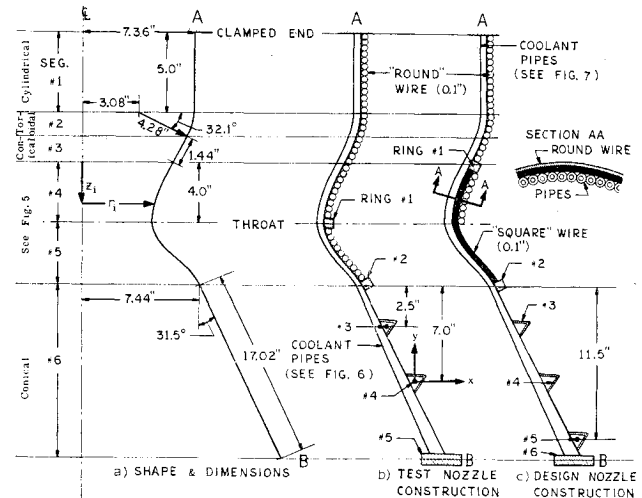 ℄
A
A
A
7.36"
CLAMPED END
SEG.
#1
Cylindrical
5.0"
"ROUND"
WIRE (0.1")
COOLANT
PIPES
(SEE FIG. 7)
3.08"
#2
4.28"
32.1°
Con-
Tor-
ical
oidal
#3
1.44"
RING #1
SECTION AA
ROUND WIRE
PIPES
A
A
See Fig. 5
#4
zi
ri
4.0"
RING #1
THROAT
"SQUARE" WIRE
(0.1")
#5
#2
#2
7.44"
2.5"
7.0"
#3
#3
11.5"
31.5°
17.02"
COOLANT
PIPES
(SEE FIG. 6)
y
x
#4
#4
Conical
#6
#5
#5
#6
B
B
B
a) SHAPE & DIMENSIONS
b) TEST NOZZLE
CONSTRUCTION
c) DESIGN NOZZLE
CONSTRUCTION